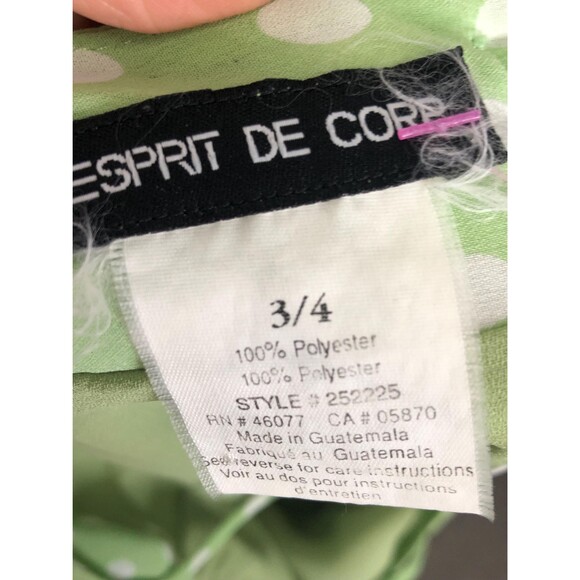 ESPRIT DE CORP.
3/4
100% Polyester
100% Polyester
STYLE # 252225
RN # 46077 CA # 05870
Made in Guatemala
Fabriqué au Guatemala
See reverse for care instructions
Voir au dos pour instructions
d'entretien